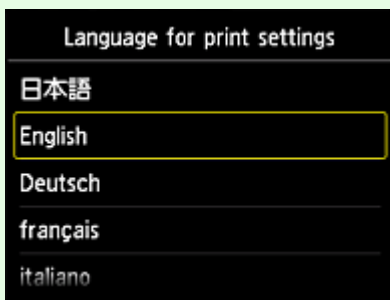 Language for print settings
日本語
English
Deutsch
français
italiano